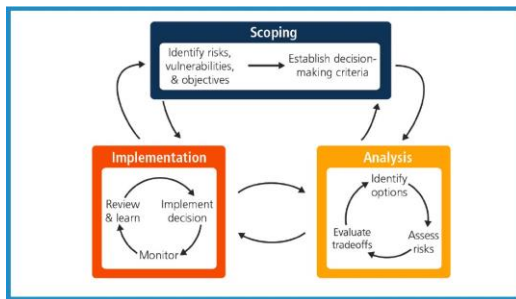 Scoping
Identify risks,
vulnerabilities,
& objectives
Establish decision-
making criteria
Implementation
Review
& learn
Implement
decision
Monitor
Analysis
Identify
options
Assess
risks
Evaluate
tradeoffs